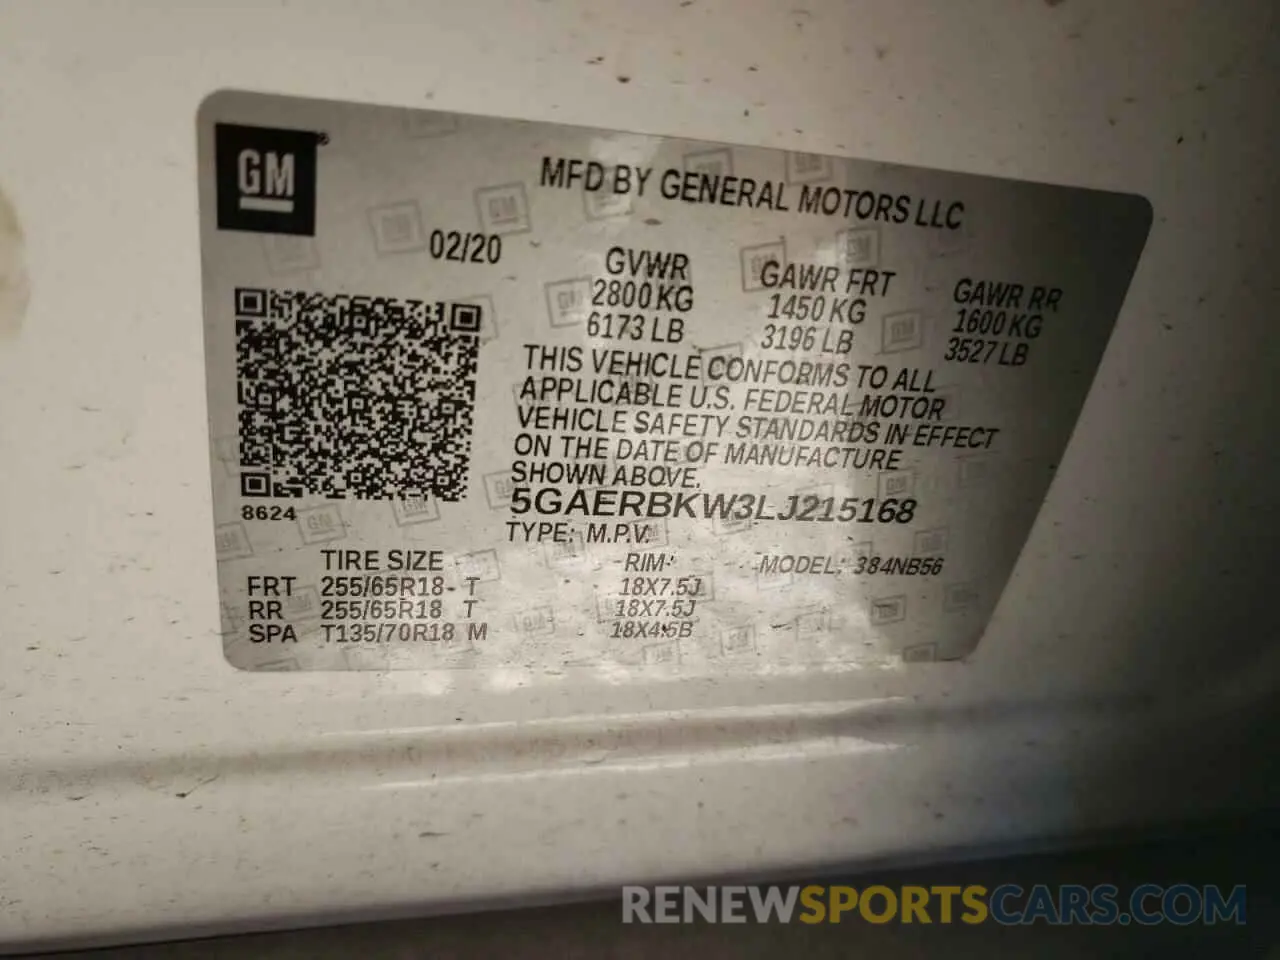 GM
MFD BY GENERAL MOTORS LLC
02/20
GVWR GAWR FRT GAWR RR
2800 KG 1450 KG 1600 KG
6173 LB 3196 LB 3527 LB
THIS VEHICLE CONFORMS TO ALL
APPLICABLE U.S. FEDERAL MOTOR
VEHICLE SAFETY STANDARDS IN EFFECT
ON THE DATE OF MANUFACTURE
SHOWN ABOVE.
5GAERBKW3LJ215168
8624
TYPE: M.P.V.
TIRE SIZE RIM MODEL: 384NB56
FRT 255/65R18 T 18X7.5J
RR 255/65R18 T 18X7.5J
SPA T135/70R18 M 18X4.5B
RENEWSPORTSCARS.COM